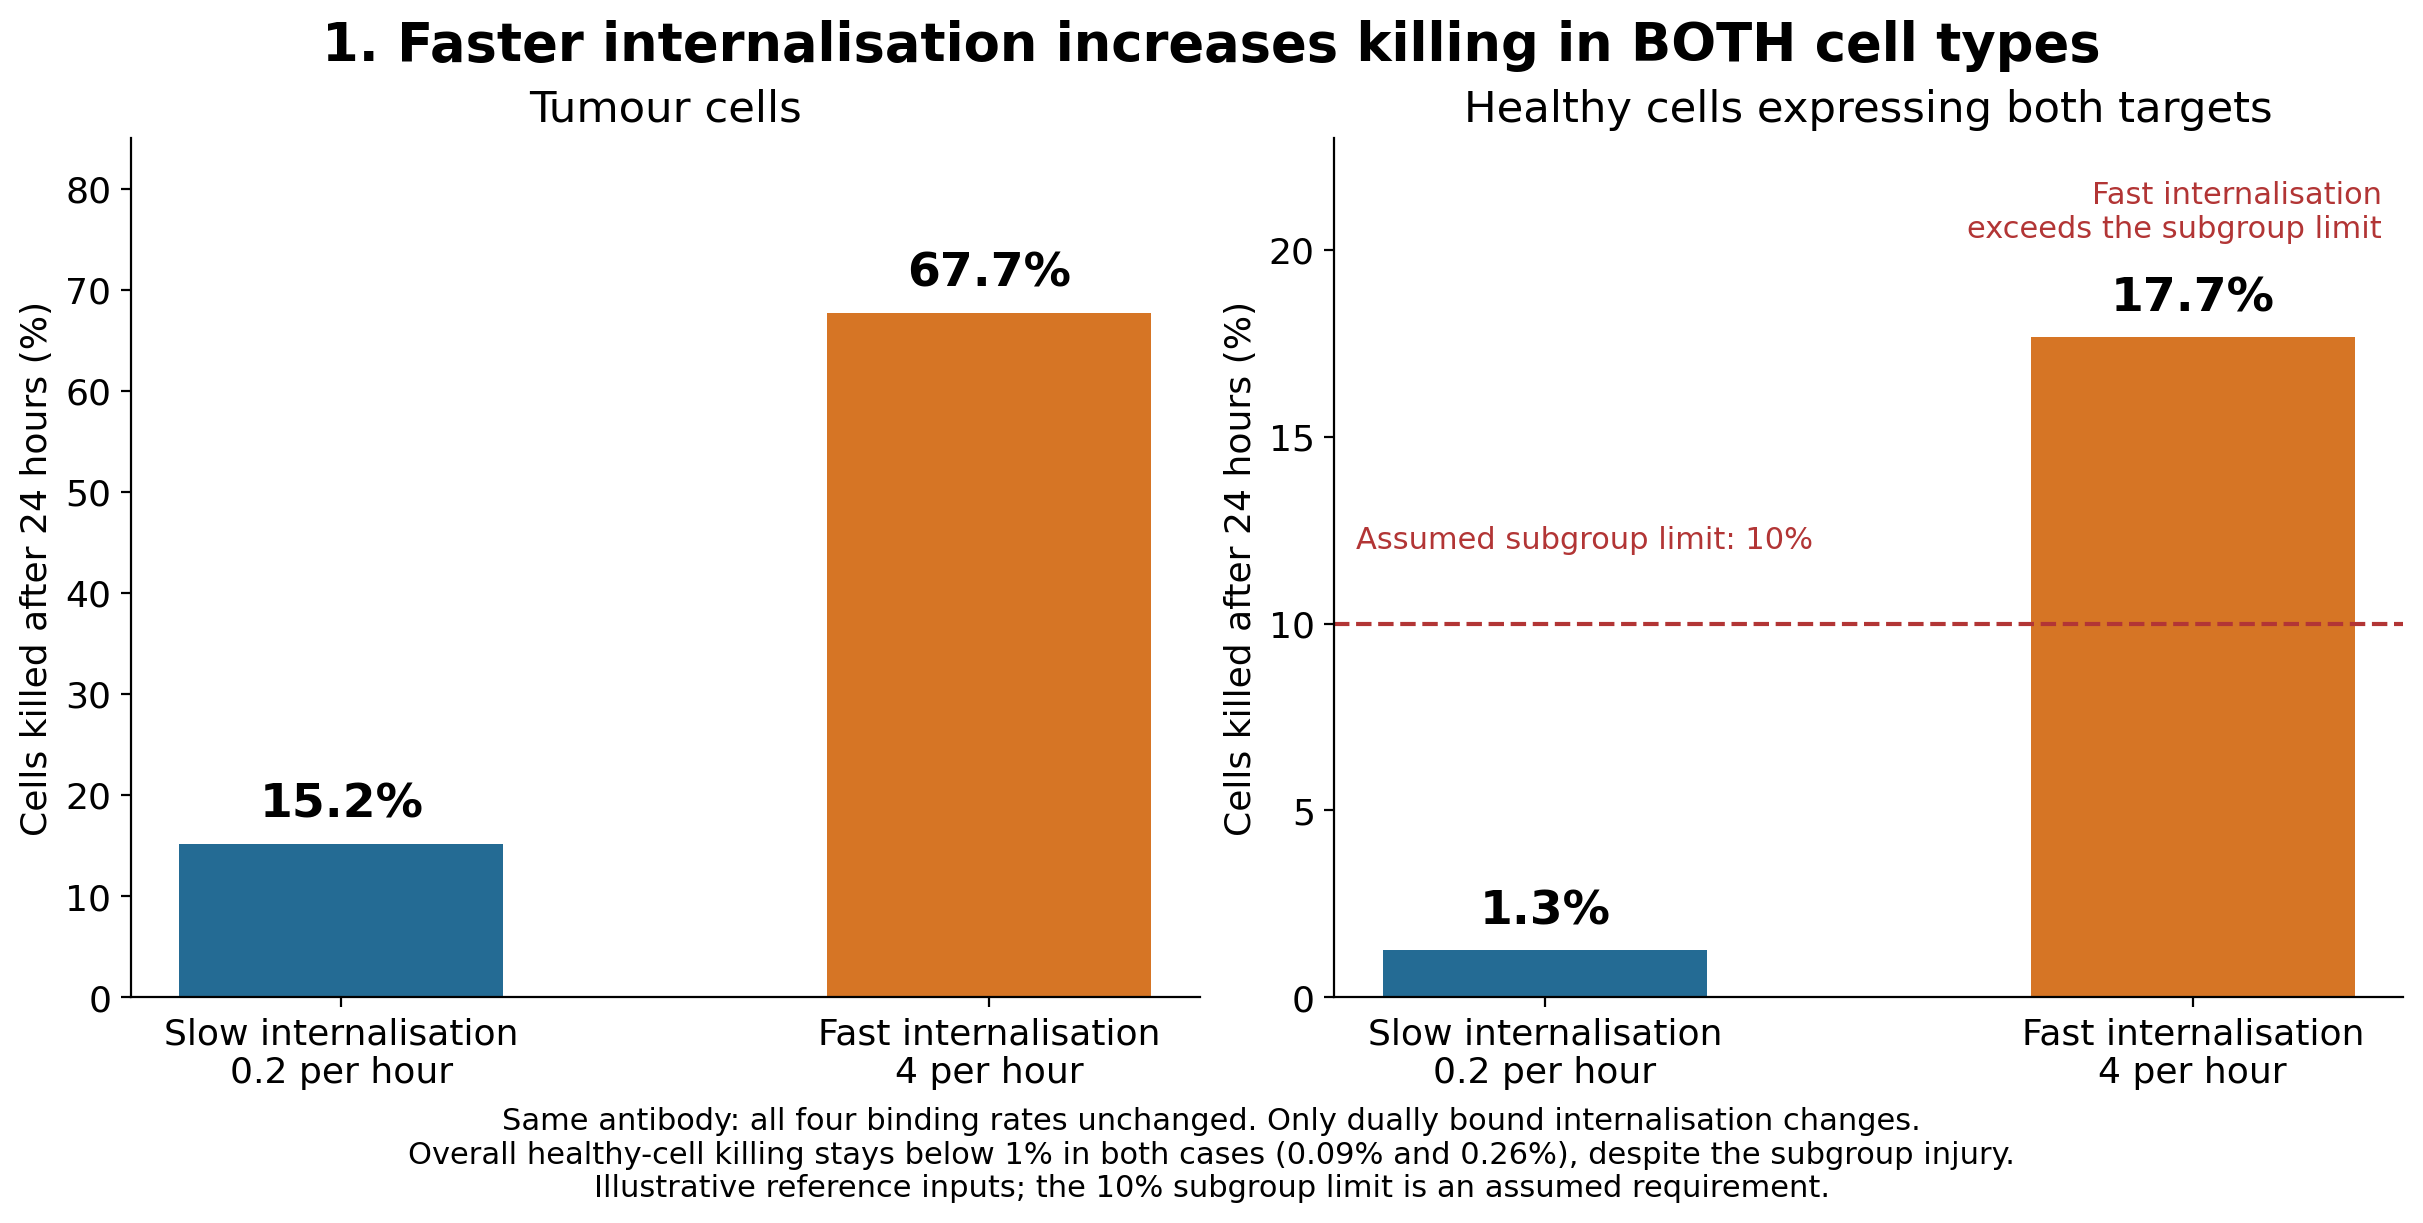 1. Faster internalisation increases killing in BOTH cell types
Tumour cells
Cells killed after 24 hours (%)
80
70
60
50
40
30
20
10
0
67.7%
15.2%
Slow internalisation
0.2 per hour
Fast internalisation
4 per hour
Healthy cells expressing both targets
Cells killed after 24 hours (%)
20
15
10
5
0
Fast internalisation
exceeds the subgroup limit
17.7%
Assumed subgroup limit: 10%
1.3%
Slow internalisation
0.2 per hour
Fast internalisation
4 per hour
Same antibody: all four binding rates unchanged. Only dually bound internalisation changes.
Overall healthy-cell killing stays below 1% in both cases (0.09% and 0.26%), despite the subgroup injury.
Illustrative reference inputs; the 10% subgroup limit is an assumed requirement.